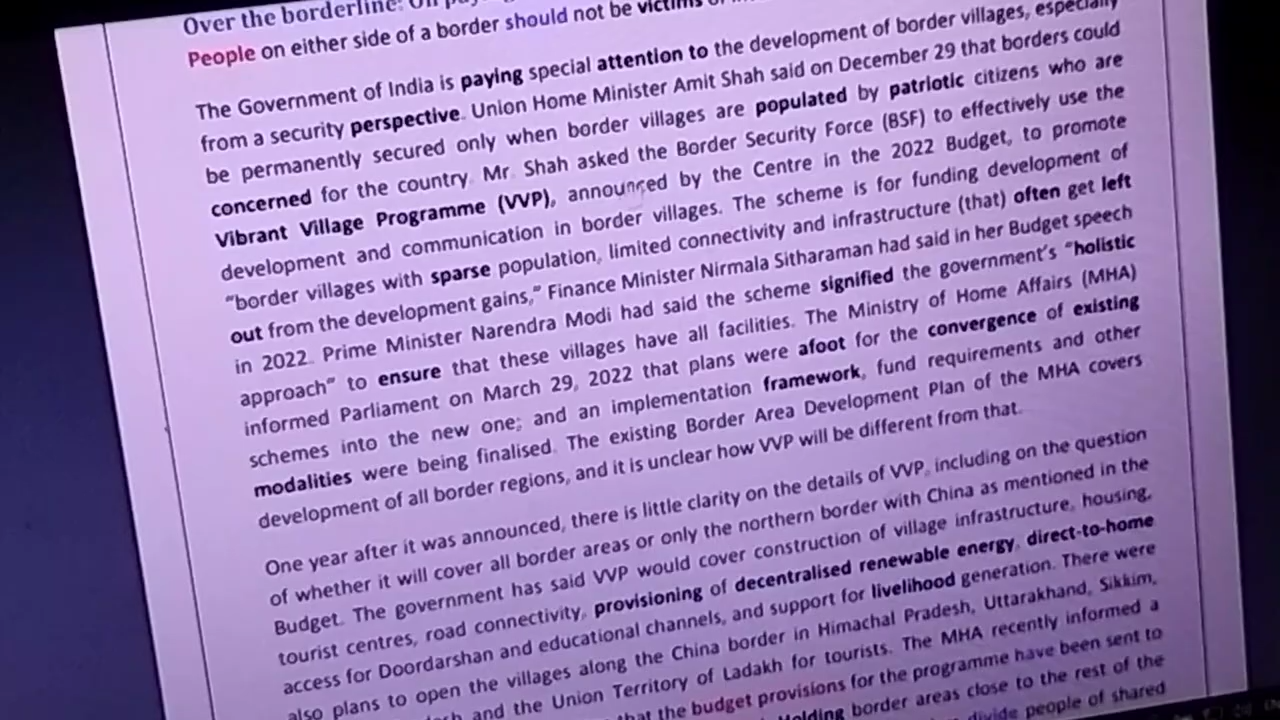 Over the borderline: On
People on either side of a border should not be victims
The Government of India is paying special attention to the development of border villages, especially
from a security perspective. Union Home Minister Amit Shah said on December 29 that borders could
be permanently secured only when border villages are populated by patriotic citizens who are
concerned for the country. Mr. Shah asked the Border Security Force (BSF) to effectively use the
Vibrant Village Programme (VVP), announced by the Centre in the 2022 Budget, to promote
development and communication in border villages. The scheme is for funding development of
“border villages with sparse population, limited connectivity and infrastructure (that) often get left
out from the development gains,” Finance Minister Nirmala Sitharaman had said in her Budget speech
in 2022. Prime Minister Narendra Modi had said the scheme signified the government’s “holistic
approach” to ensure that these villages have all facilities. The Ministry of Home Affairs (MHA)
informed Parliament on March 29, 2022 that plans were afoot for the convergence of existing
schemes into the new one; and an implementation framework, fund requirements and other
modalities were being finalised. The existing Border Area Development Plan of the MHA covers
development of all border regions, and it is unclear how VVP will be different from that.
One year after it was announced, there is little clarity on the details of VVP, including on the question
of whether it will cover all border areas or only the northern border with China as mentioned in the
Budget. The government has said VVP would cover construction of village infrastructure, housing,
tourist centres, road connectivity, provisioning of decentralised renewable energy, direct-to-home
access for Doordarshan and educational channels, and support for livelihood generation. There were
also plans to open the villages along the China border in Himachal Pradesh, Uttarakhand, Sikkim,
and the Union Territory of Ladakh for tourists. The MHA recently informed a
that the budget provisions for the programme have been sent to
border areas close to the rest of the
divide people of shared